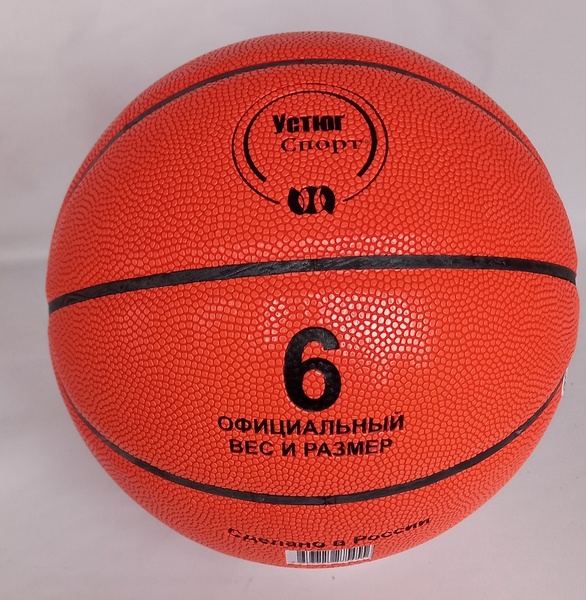 Устюг
Спорт
6
ОФИЦИАЛЬНЫЙ
ВЕС И РАЗМЕР
Сделано в России